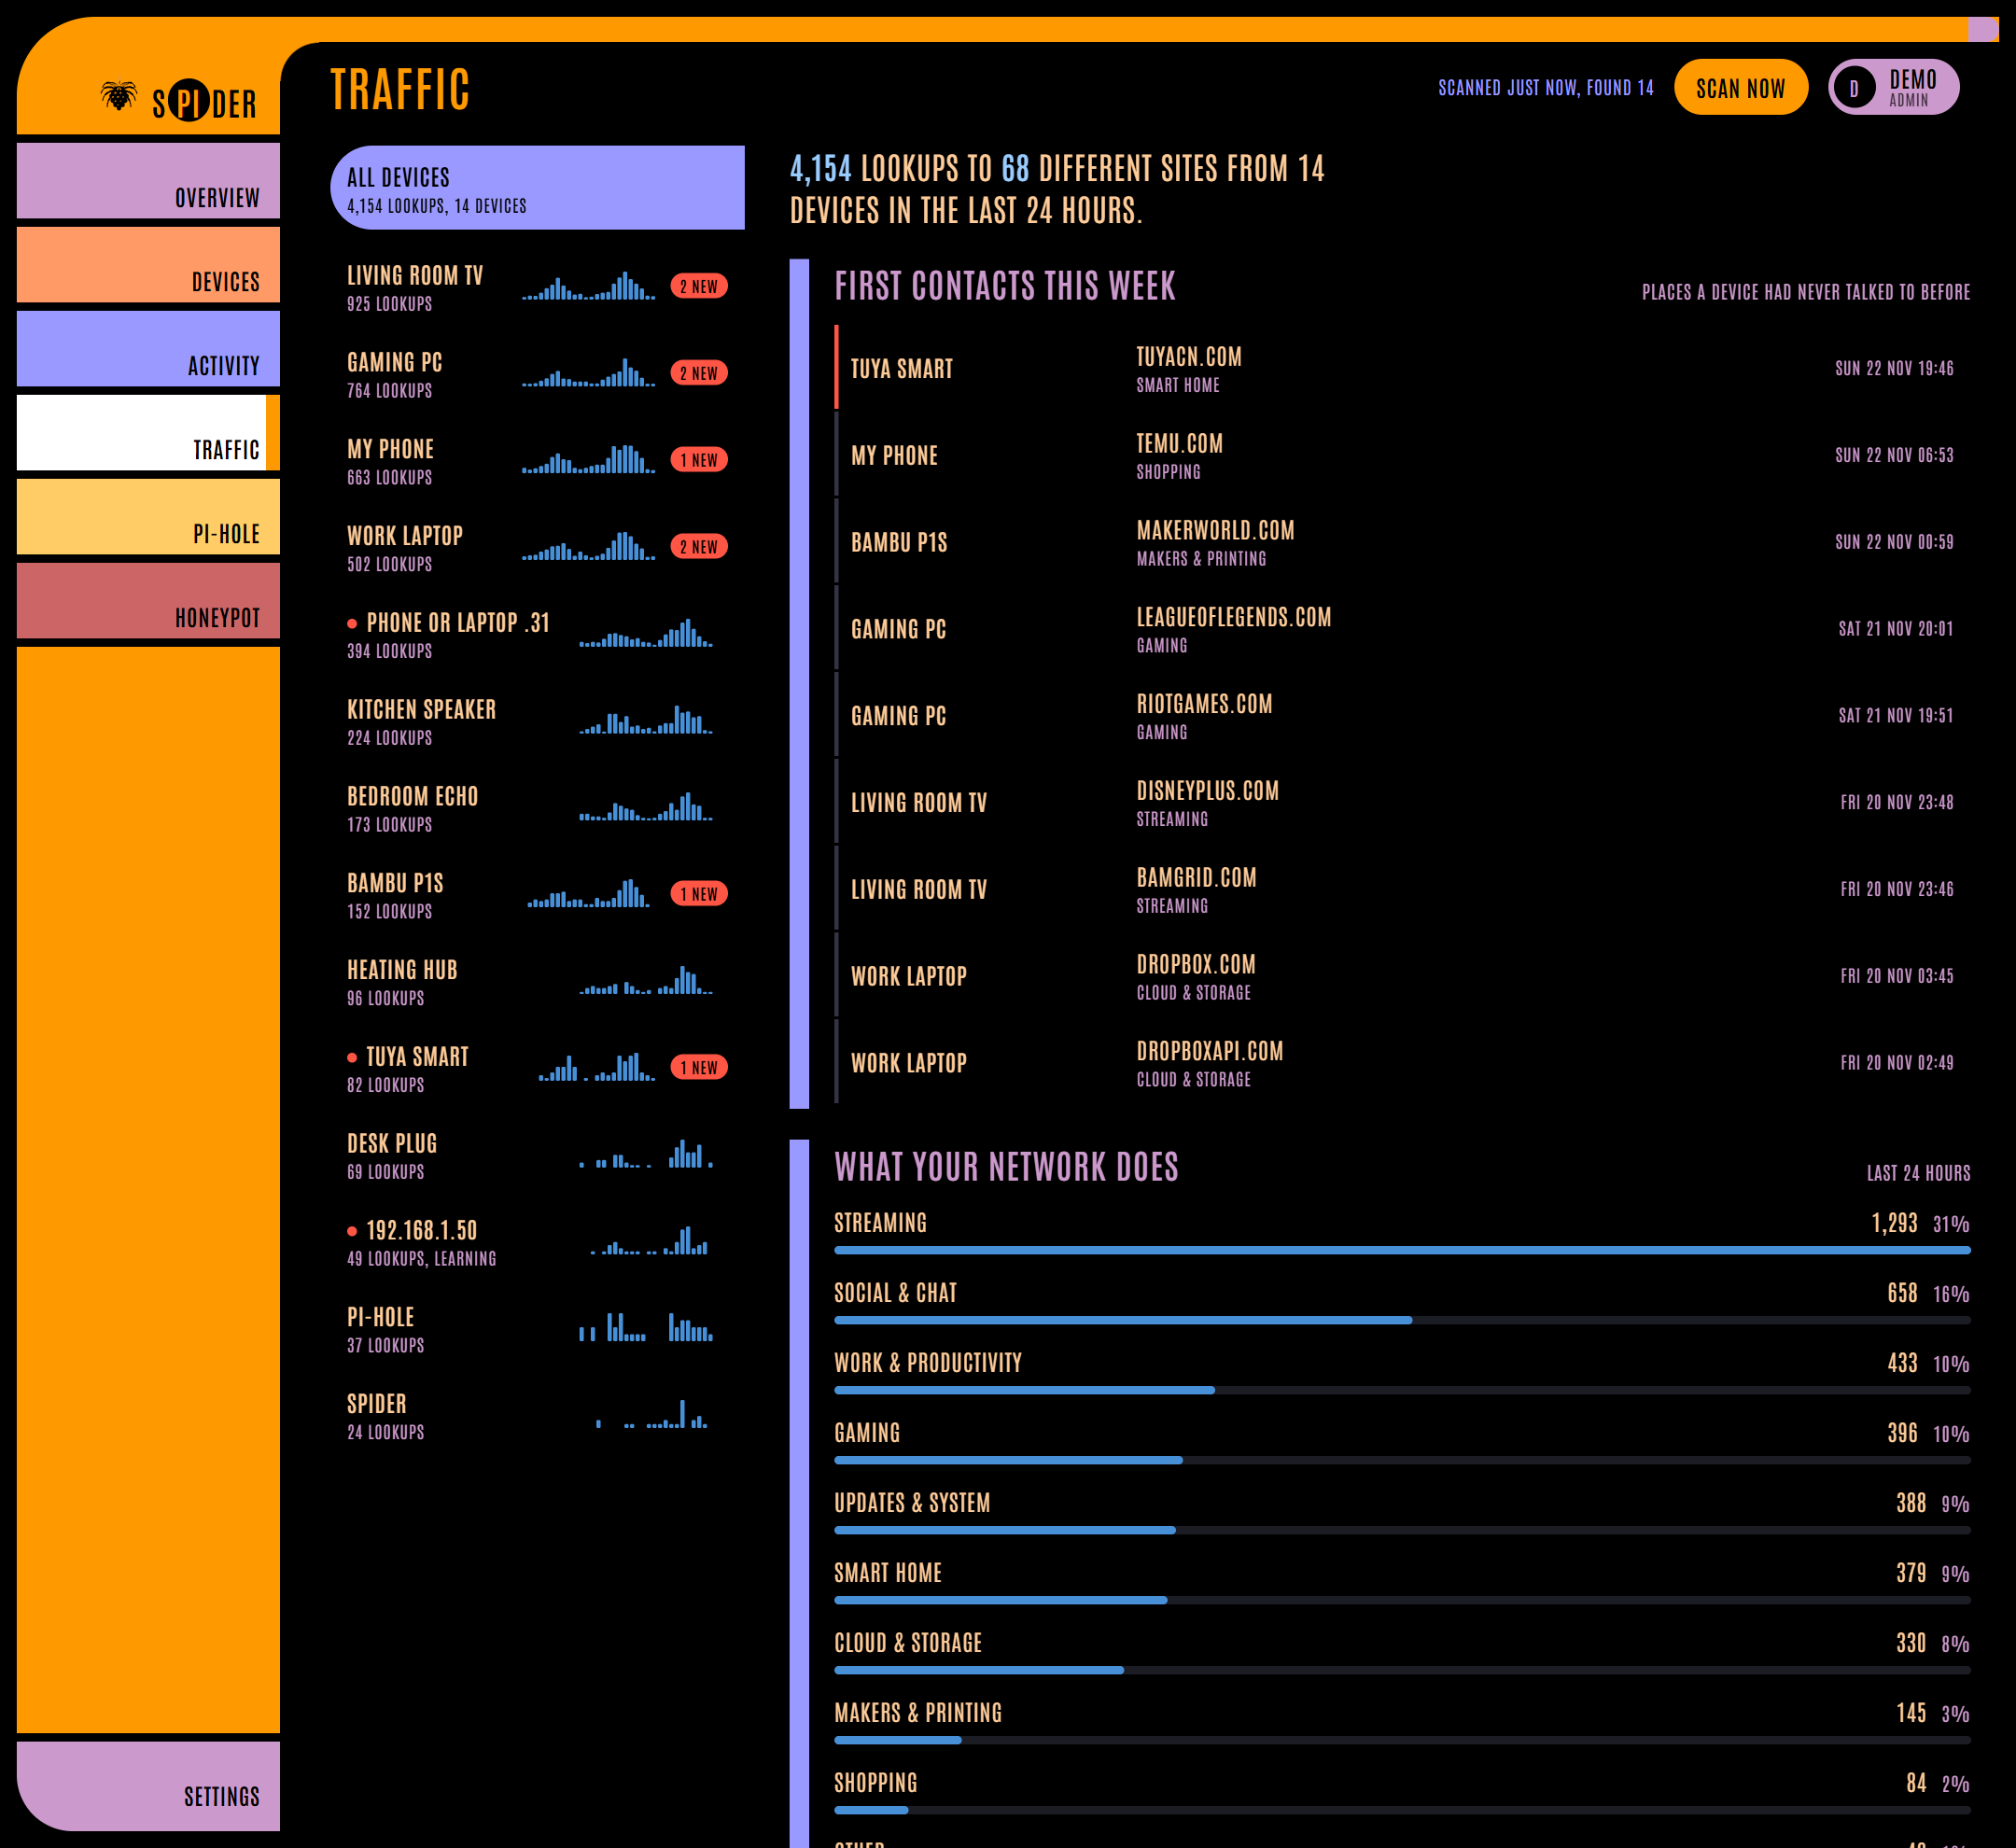 SPIDER
TRAFFIC
SCANNED JUST NOW, FOUND 14
SCAN NOW
D
DEMO
ADMIN
OVERVIEW
DEVICES
ACTIVITY
TRAFFIC
PI-HOLE
HONEYPOT
SETTINGS
ALL DEVICES
4,154 LOOKUPS, 14 DEVICES
LIVING ROOM TV
925 LOOKUPS
2 NEW
GAMING PC
764 LOOKUPS
2 NEW
MY PHONE
663 LOOKUPS
1 NEW
WORK LAPTOP
502 LOOKUPS
2 NEW
PHONE OR LAPTOP .31
394 LOOKUPS
KITCHEN SPEAKER
224 LOOKUPS
BEDROOM ECHO
173 LOOKUPS
BAMBU P1S
152 LOOKUPS
1 NEW
HEATING HUB
96 LOOKUPS
TUYA SMART
82 LOOKUPS
1 NEW
DESK PLUG
69 LOOKUPS
192.168.1.50
49 LOOKUPS, LEARNING
PI-HOLE
37 LOOKUPS
SPIDER
24 LOOKUPS
4,154 LOOKUPS TO 68 DIFFERENT SITES FROM 14
DEVICES IN THE LAST 24 HOURS.
FIRST CONTACTS THIS WEEK
PLACES A DEVICE HAD NEVER TALKED TO BEFORE
TUYA SMART
TUYACN.COM
SMART HOME
SUN 22 NOV 19:46
MY PHONE
TEMU.COM
SHOPPING
SUN 22 NOV 06:53
BAMBU P1S
MAKERWORLD.COM
MAKERS & PRINTING
SUN 22 NOV 00:59
GAMING PC
LEAGUEOFLEGENDS.COM
GAMING
SAT 21 NOV 20:01
GAMING PC
RIOTGAMES.COM
GAMING
SAT 21 NOV 19:51
LIVING ROOM TV
DISNEYPLUS.COM
STREAMING
FRI 20 NOV 23:48
LIVING ROOM TV
BAMGRID.COM
STREAMING
FRI 20 NOV 23:46
WORK LAPTOP
DROPBOX.COM
CLOUD & STORAGE
FRI 20 NOV 03:45
WORK LAPTOP
DROPBOXAPI.COM
CLOUD & STORAGE
FRI 20 NOV 02:49
WHAT YOUR NETWORK DOES
LAST 24 HOURS
STREAMING 1,293 31%
SOCIAL & CHAT 658 16%
WORK & PRODUCTIVITY 433 10%
GAMING 396 10%
UPDATES & SYSTEM 388 9%
SMART HOME 379 9%
CLOUD & STORAGE 330 8%
MAKERS & PRINTING 145 3%
SHOPPING 84 2%